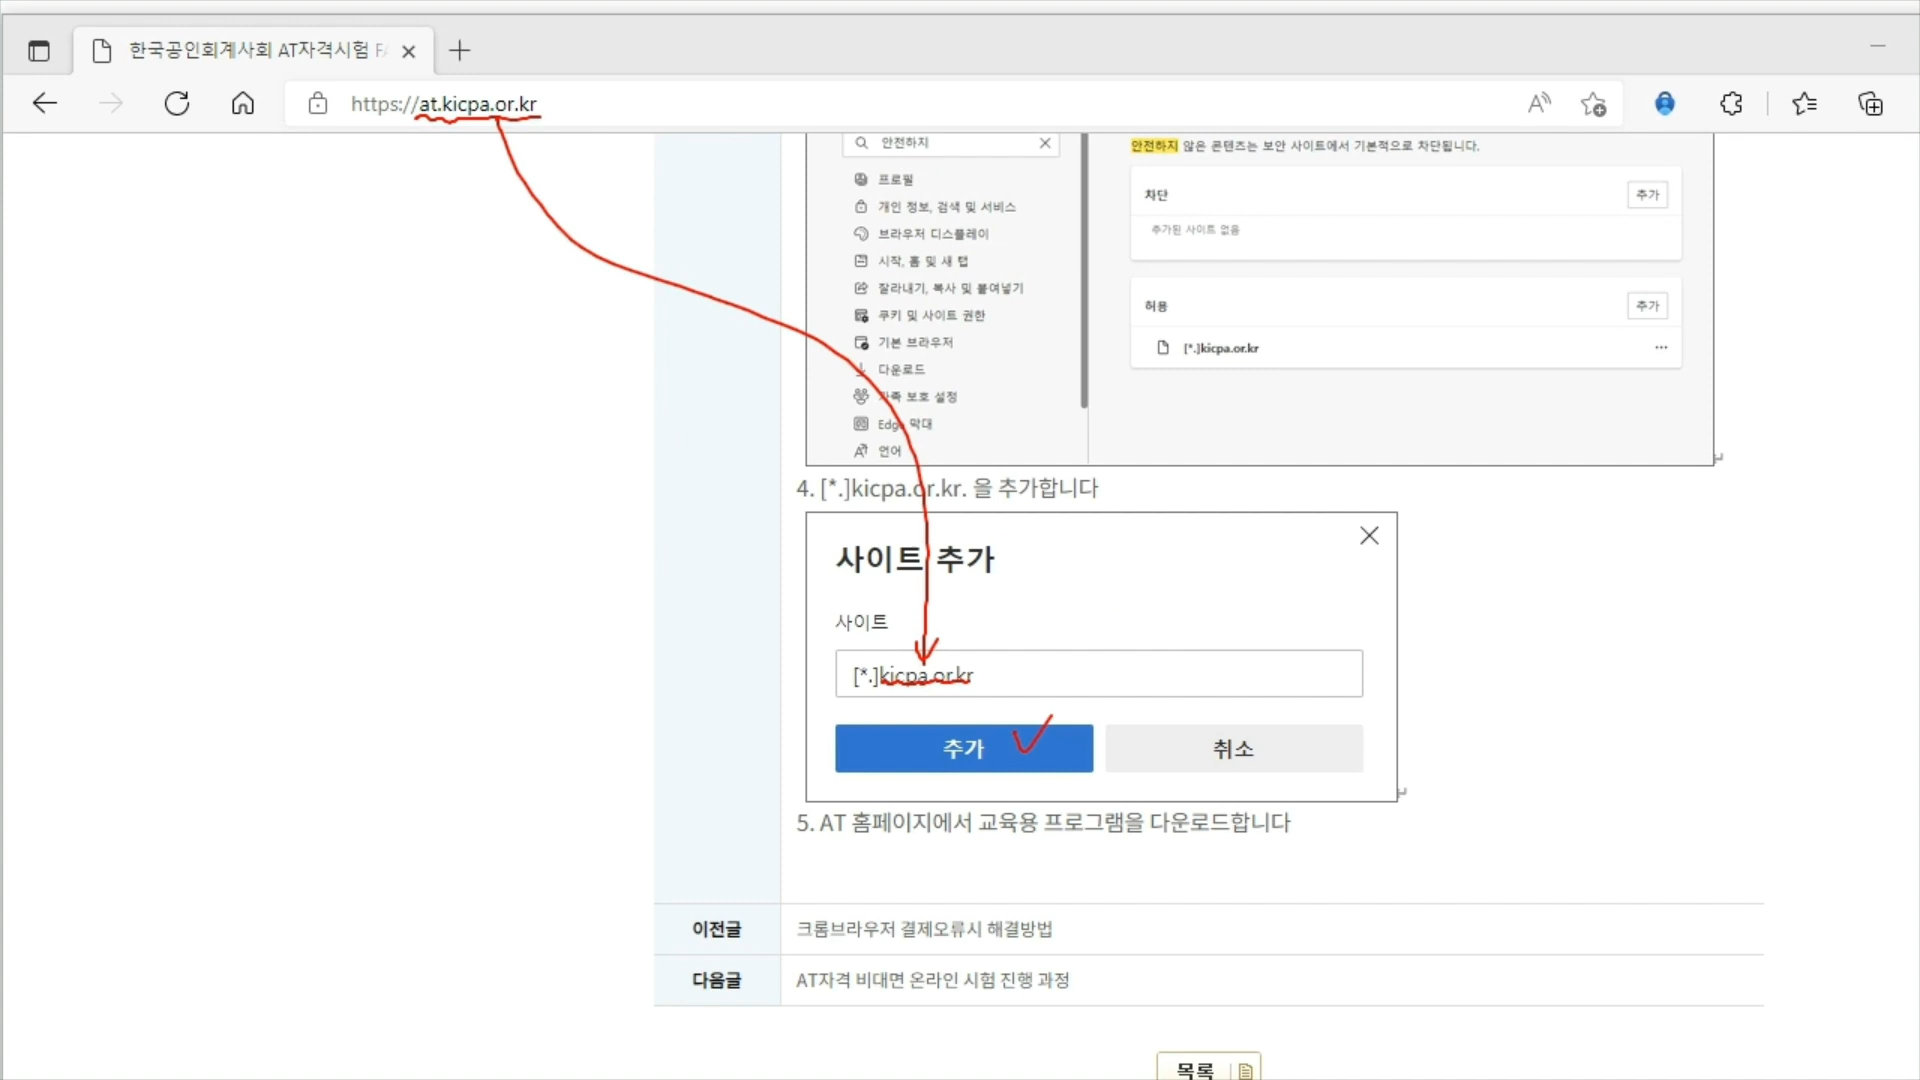 한국공인회계사회 AT자격시험 FA
https://at.kicpa.or.kr
안전하지
프로필
개인 정보, 검색 및 서비스
브라우저 디스플레이
시작, 홈 및 새 탭
잘라내기, 복사 및 붙여넣기
쿠키 및 사이트 권한
기본 브라우저
다운로드
가족 보호 설정
Edge 막대
언어
안전하지 않은 콘텐츠는 보안 사이트에서 기본적으로 차단됩니다.
차단 추가
추가된 사이트 없음
허용 추가
[*.]kicpa.or.kr
4. [*.]kicpa.or.kr. 을 추가합니다
사이트 추가
사이트
[*.]kicpa.or.kr
추가 취소
5. AT 홈페이지에서 교육용 프로그램을 다운로드합니다
이전글 크롬브라우저 결제오류시 해결방법
다음글 AT자격 비대면 온라인 시험 진행 과정
목록